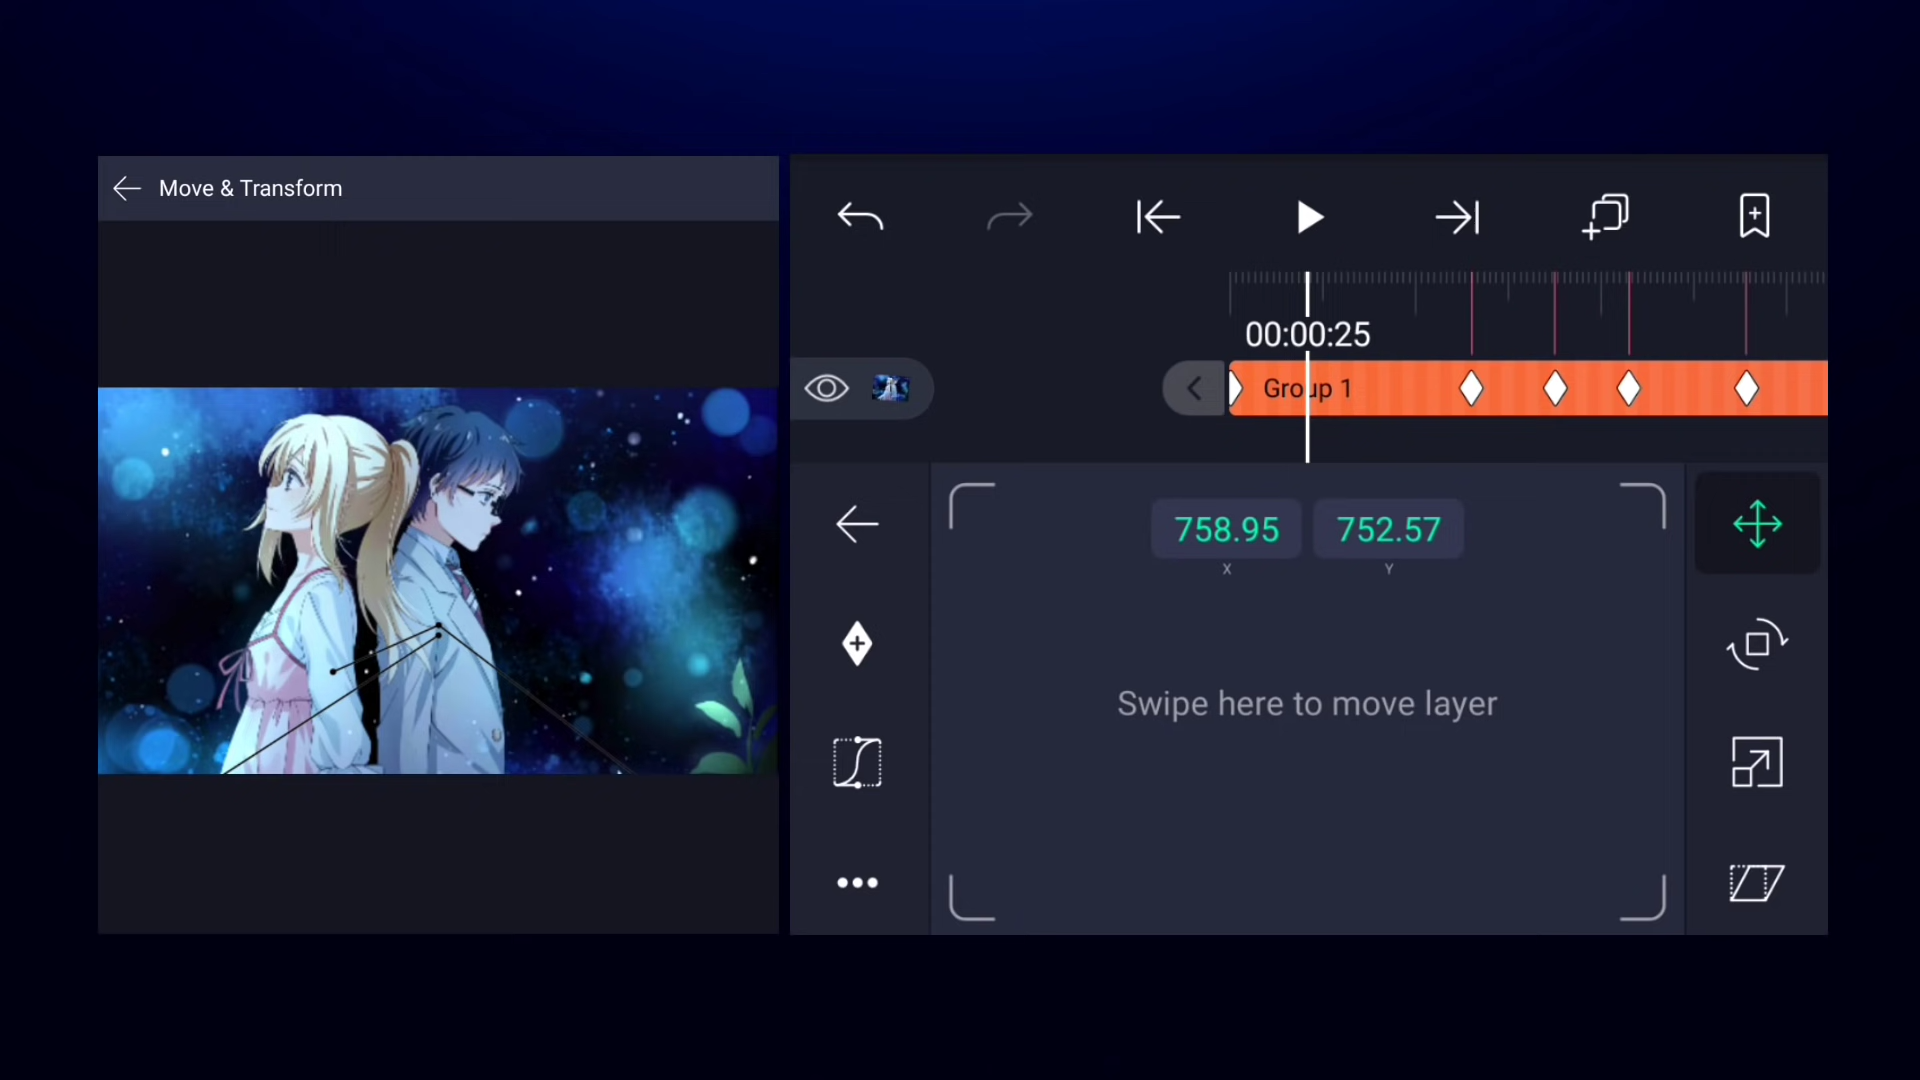 Move & Transform
00:00:25
Group 1
758.95 752.57
X Y
Swipe here to move layer